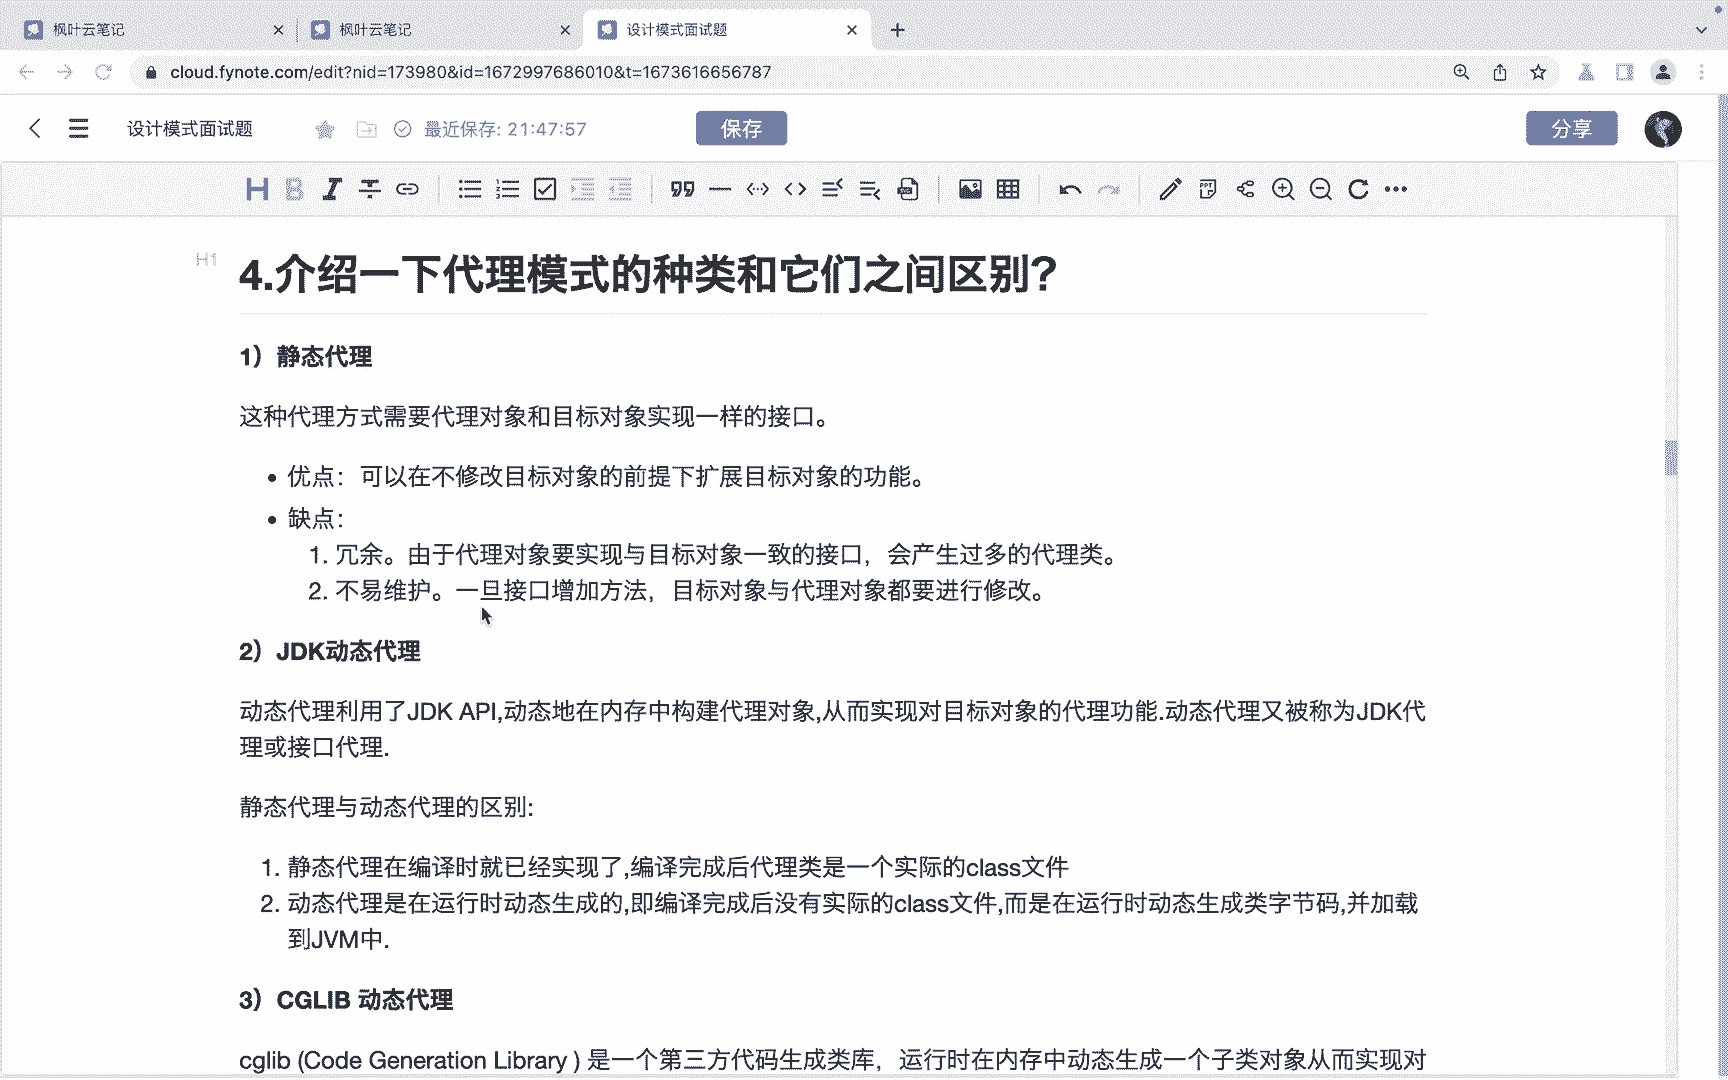 枫叶云笔记
枫叶云笔记
设计模式面试题
cloud.fynote.com/edit?nid=173980&id=1672997686010&t=1673616656787
设计模式面试题
最近保存: 21:47:57
保存
分享
H1
4.介绍一下代理模式的种类和它们之间区别?
1）静态代理
这种代理方式需要代理对象和目标对象实现一样的接口。
优点：可以在不修改目标对象的前提下扩展目标对象的功能。
缺点：
1. 冗余。由于代理对象要实现与目标对象一致的接口，会产生过多的代理类。
2. 不易维护。一旦接口增加方法，目标对象与代理对象都要进行修改。
2）JDK动态代理
动态代理利用了JDK API,动态地在内存中构建代理对象,从而实现对目标对象的代理功能.动态代理又被称为JDK代
理或接口代理.
静态代理与动态代理的区别:
1. 静态代理在编译时就已经实现了,编译完成后代理类是一个实际的class文件
2. 动态代理是在运行时动态生成的,即编译完成后没有实际的class文件,而是在运行时动态生成类字节码,并加载
到JVM中.
3）CGLIB 动态代理
cglib (Code Generation Library ) 是一个第三方代码生成类库，运行时在内存中动态生成一个子类对象从而实现对